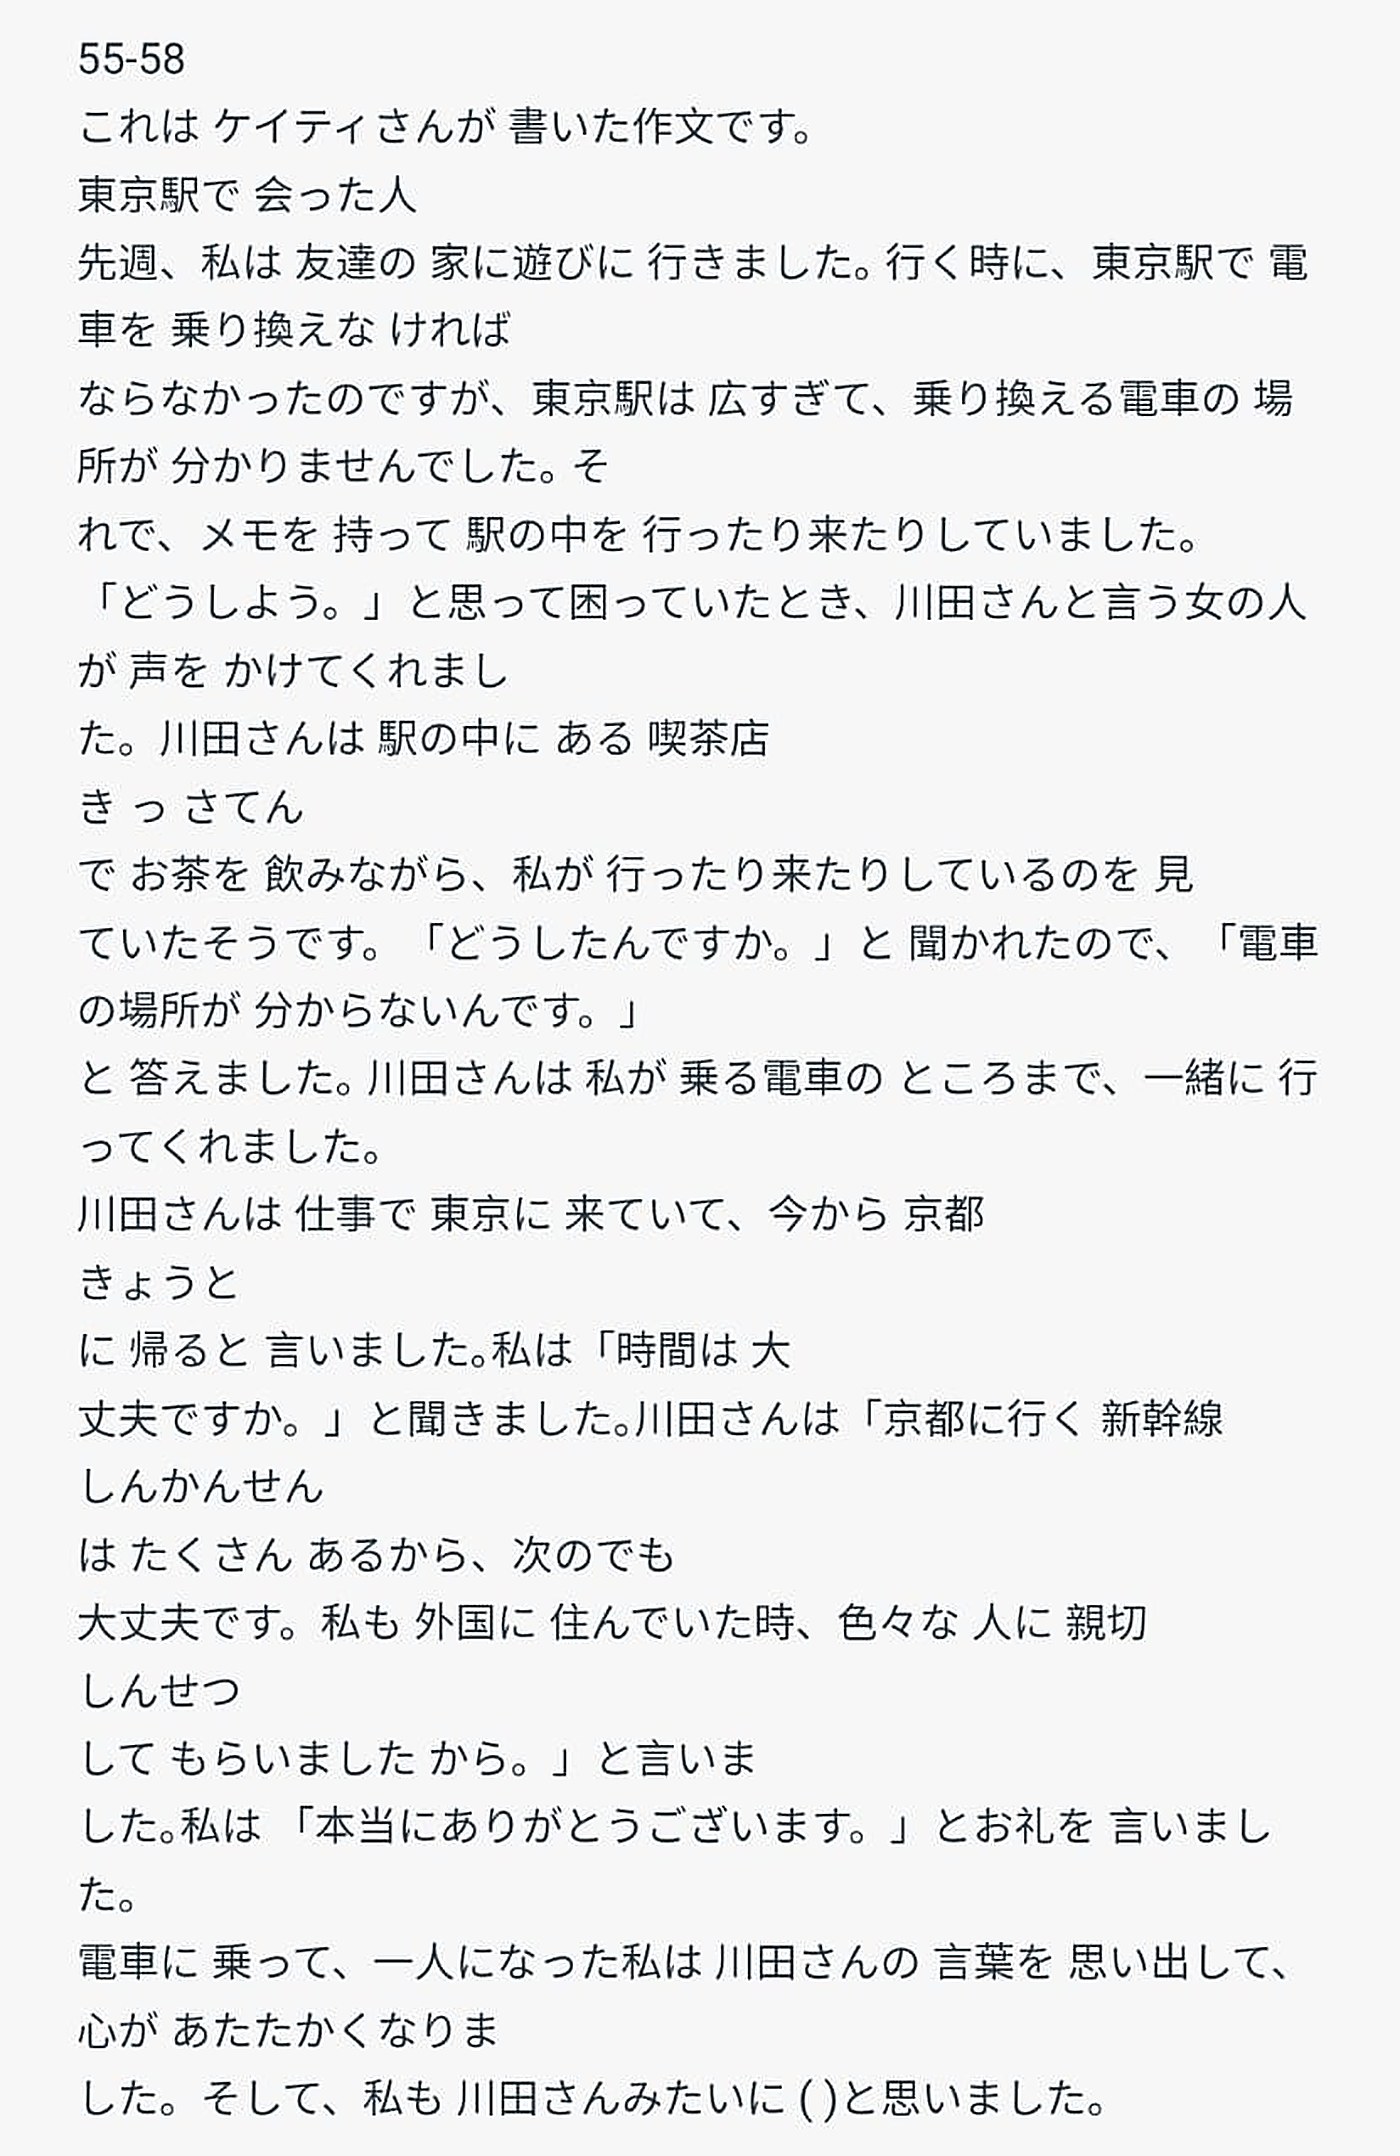 55-58
これは ケイティさんが 書いた作文です。
東京駅で 会った人
先週、私は 友達の 家に遊びに 行きました。行く時に、東京駅で 電
車を 乗り換えな ければ
ならなかったのですが、東京駅は 広すぎて、乗り換える電車の 場
所が 分かりませんでした。そ
れで、メモを 持って 駅の中を 行ったり来たりしていました。
「どうしよう。」と思って困っていたとき、川田さんと言う女の人
が 声を かけてくれまし
た。川田さんは 駅の中に ある 喫茶店
き っ さてん
で お茶を 飲みながら、私が 行ったり来たりしているのを 見
ていたそうです。「どうしたんですか。」と 聞かれたので、「電車
の場所が 分からないんです。」
と 答えました。川田さんは 私が 乗る電車の ところまで、一緒に 行
ってくれました。
川田さんは 仕事で 東京に 来ていて、今から 京都
きょうと
に 帰ると 言いました。私は「時間は 大
丈夫ですか。」と聞きました。川田さんは「京都に行く 新幹線
しんかんせん
は たくさん あるから、次のでも
大丈夫です。私も 外国に 住んでいた時、色々な 人に 親切
しんせつ
して もらいました から。」と言いま
した。私は 「本当にありがとうございます。」とお礼を 言いまし
た。
電車に 乗って、一人になった私は 川田さんの 言葉を 思い出して、
心が あたたかくなりま
した。そして、私も 川田さんみたいに ( )と思いました。